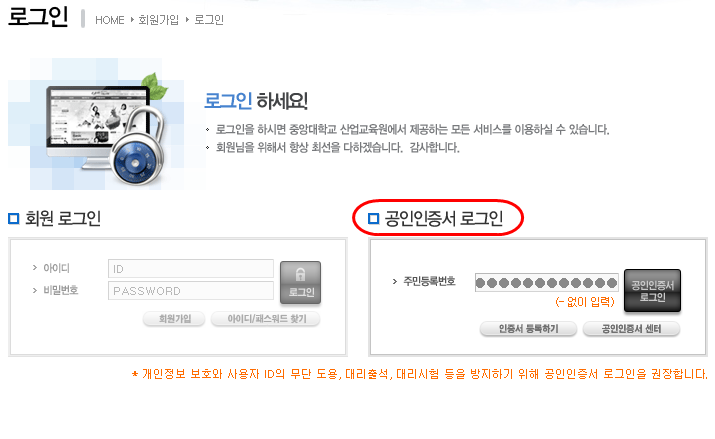 로그인
HOME ▸ 회원가입 ▸ 로그인
로그인 하세요!
로그인을 하시면 중앙대학교 산업교육원에서 제공하는 모든 서비스를 이용하실 수 있습니다.
회원님을 위해서 항상 최선을 다하겠습니다. 감사합니다.
회원 로그인
아이디 ID
비밀번호 PASSWORD
로그인
회원가입 아이디/패스워드 찾기
공인인증서 로그인
주민등록번호 ●●●●●●●●●●●●●
(- 없이 입력)
공인인증서
로그인
인증서 등록하기 공인인증서 센터
* 개인정보 보호와 사용자 ID의 무단 도용, 대리출석, 대리시험 등을 방지하기 위해 공인인증서 로그인을 권장합니다.